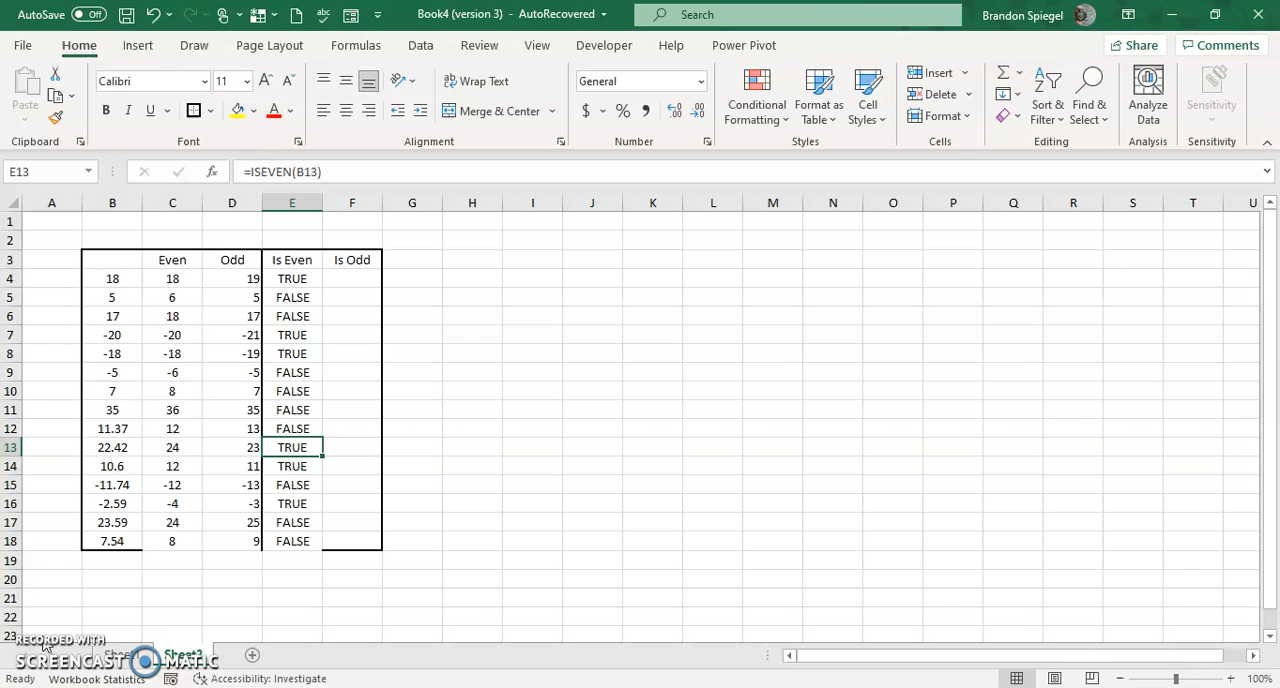 AutoSave Off Book4 (version 3) - AutoRecovered Search Brandon Spiegel
File Home Insert Draw Page Layout Formulas Data Review View Developer Help Power Pivot Share Comments
Paste Calibri 11 Wrap Text Merge & Center General Conditional Formatting Format as Table Cell Styles Insert Delete Format Sort & Filter Find & Select Analyze Data Sensitivity
Clipboard Font Alignment Number Styles Cells Editing Analysis Sensitivity
E13 =ISEVEN(B13)
A B C D E F G H I J K L M N O P Q R S T U
1
2
3 Even Odd Is Even Is Odd
4 18 18 19 TRUE
5 5 6 5 FALSE
6 17 18 17 FALSE
7 -20 -20 -21 TRUE
8 -18 -18 -19 TRUE
9 -5 -6 -5 FALSE
10 7 8 7 FALSE
11 35 36 35 FALSE
12 11.37 12 13 FALSE
13 22.42 24 23 TRUE
14 10.6 12 11 TRUE
15 -11.74 -12 -13 FALSE
16 -2.59 -4 -3 TRUE
17 23.59 24 25 FALSE
18 7.54 8 9 FALSE
19
20
21
22
23
RECORDED WITH
SCREENCAST MATIC
Ready Workbook Statistics Accessibility: Investigate 100%